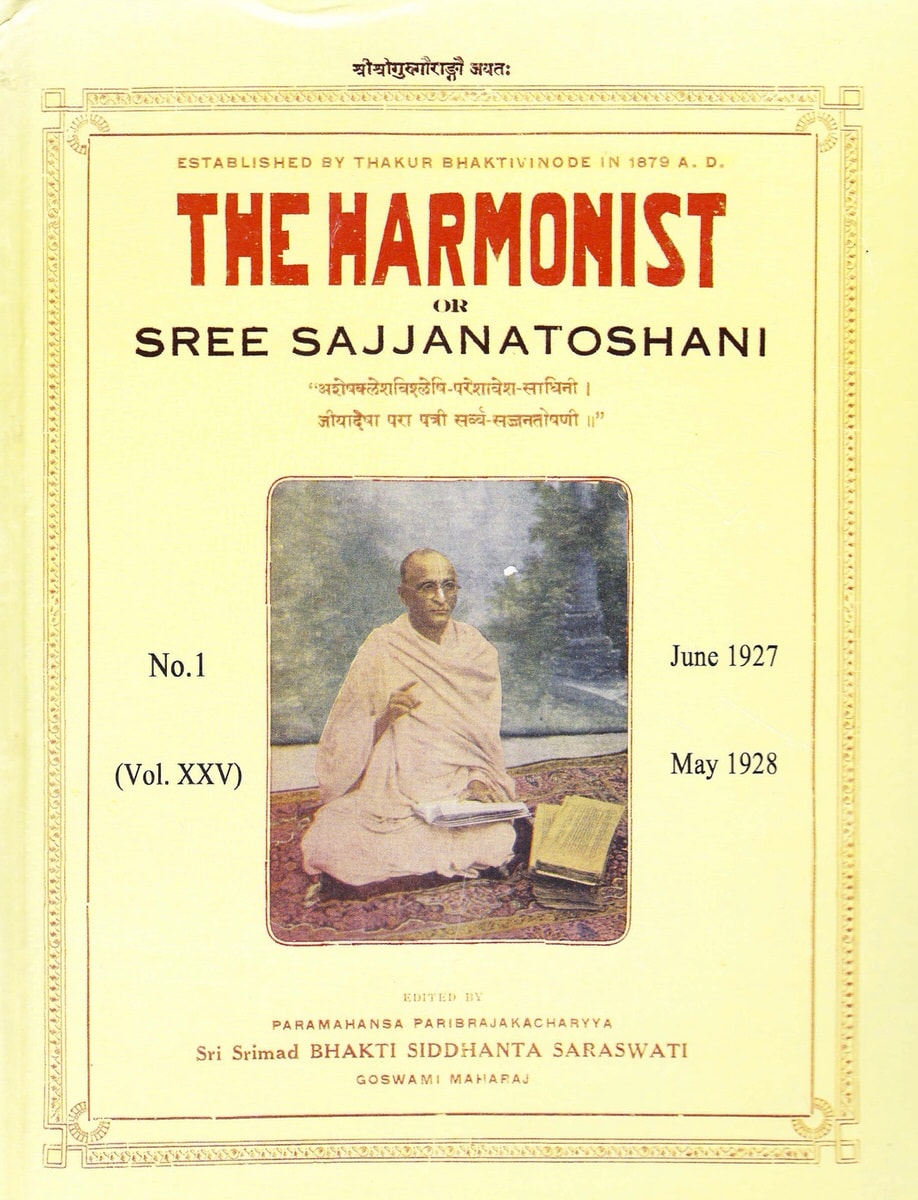 श्रीश्रीगुरुगौराङ्गौ जयतः
ESTABLISHED BY THAKUR BHAKTIVINODE IN 1879 A. D.
THE HARMONIST
OR
SREE SAJJANATOSHANI
“अशेषक्लेशविश्लेषि-परेशावेश-साधिनी ।
जीयादेषा परा पत्री सर्व्व-सज्जनतोषणी ॥”
No.1
June 1927
(Vol. XXV)
May 1928
EDITED BY
PARAMAHANSA PARIBRAJAKACHARYYA
Sri Srimad BHAKTI SIDDHANTA SARASWATI
GOSWAMI MAHARAJ